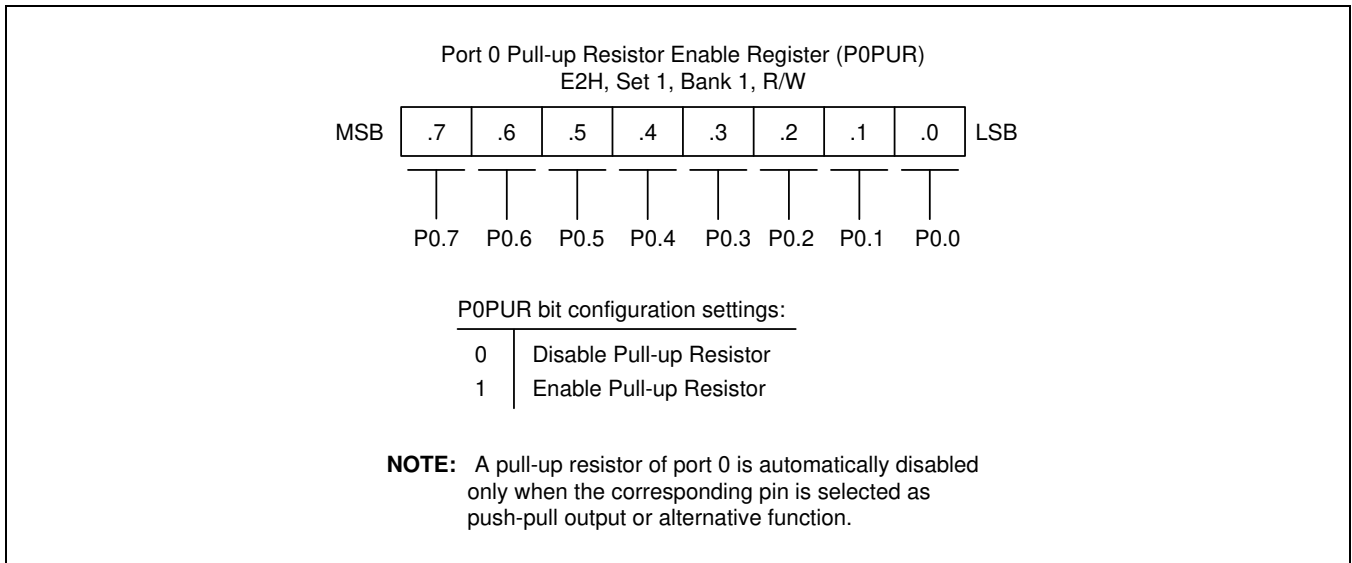 Port 0 Pull-up Resistor Enable Register (P0PUR)
E2H, Set 1, Bank 1, R/W
MSB .7 .6 .5 .4 .3 .2 .1 .0 LSB
P0.7 P0.6 P0.5 P0.4 P0.3 P0.2 P0.1 P0.0
P0PUR bit configuration settings:
0 Disable Pull-up Resistor
1 Enable Pull-up Resistor
NOTE: A pull-up resistor of port 0 is automatically disabled
only when the corresponding pin is selected as
push-pull output or alternative function.